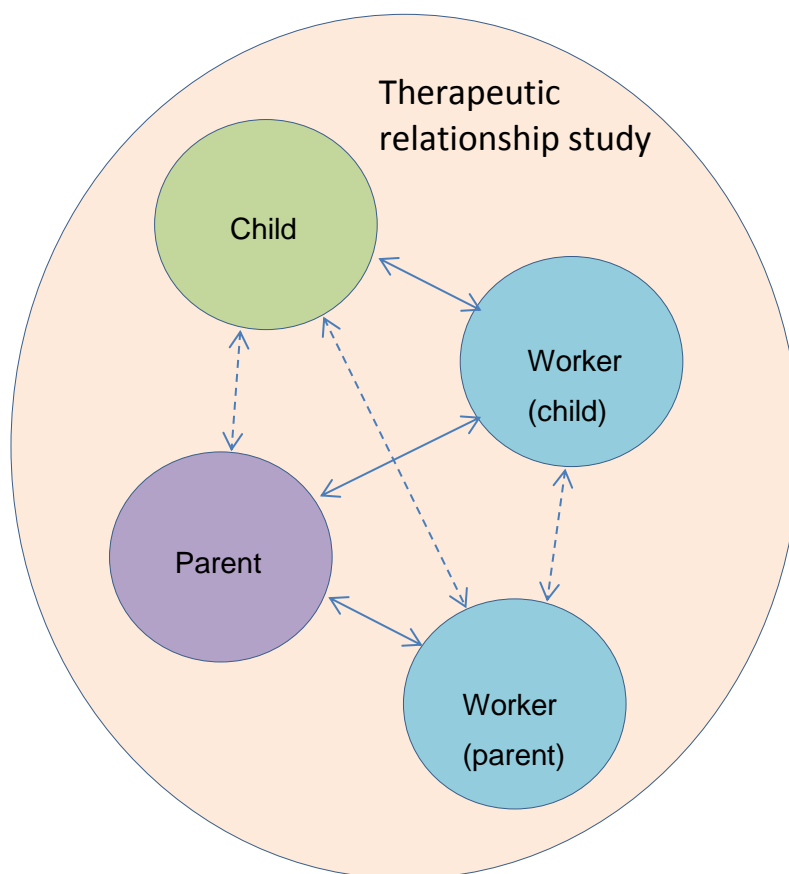 Therapeutic
relationship study
Child
Worker
(child)
Parent
Worker
(parent)